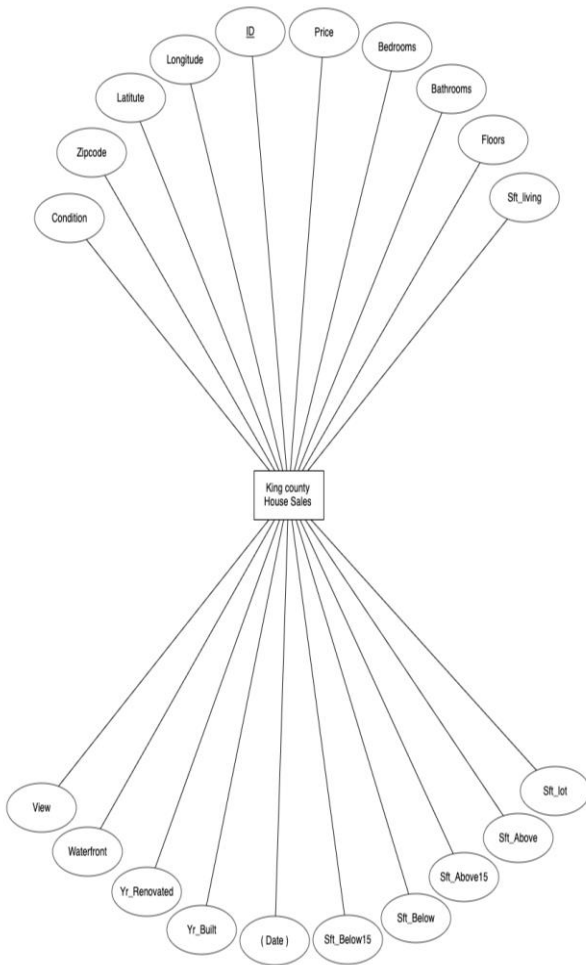 ID
Price
Longitude
Bedrooms
Latitute
Bathrooms
Zipcode
Floors
Condition
Sft_living
King county
House Sales
View
Sft_lot
Waterfront
Sft_Above
Yr_Renovated
Sft_Above15
Yr_Built
( Date )
Sft_Below15
Sft_Below